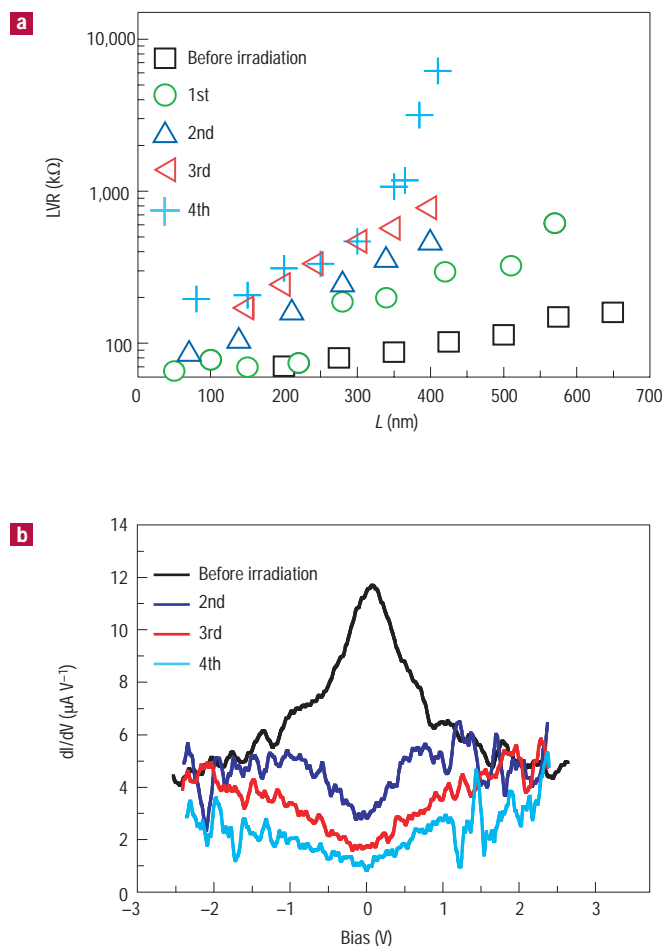 a
10,000
1,000
100
LVR (kΩ)
Before irradiation
1st
2nd
3rd
4th
0 100 200 300 400 500 600 700
L (nm)
b
14
12
10
8
6
4
2
0
dI/dV (μA V⁻¹)
Before irradiation
2nd
3rd
4th
−3 −2 −1 0 1 2 3
Bias (V)